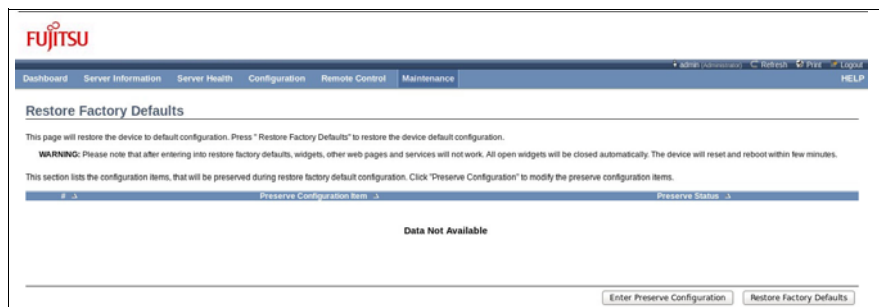 FUJITSU
admin (Administrator) Refresh Print Logout
Dashboard Server Information Server Health Configuration Remote Control Maintenance HELP
Restore Factory Defaults
This page will restore the device to default configuration. Press " Restore Factory Defaults" to restore the device default configuration.
WARNING: Please note that after entering into restore factory defaults, widgets, other web pages and services will not work. All open widgets will be closed automatically. The device will reset and reboot within few minutes.
This section lists the configuration items, that will be preserved during restore factory default configuration. Click "Preserve Configuration" to modify the preserve configuration items.
# Preserve Configuration Item Preserve Status
Data Not Available
Enter Preserve Configuration Restore Factory Defaults